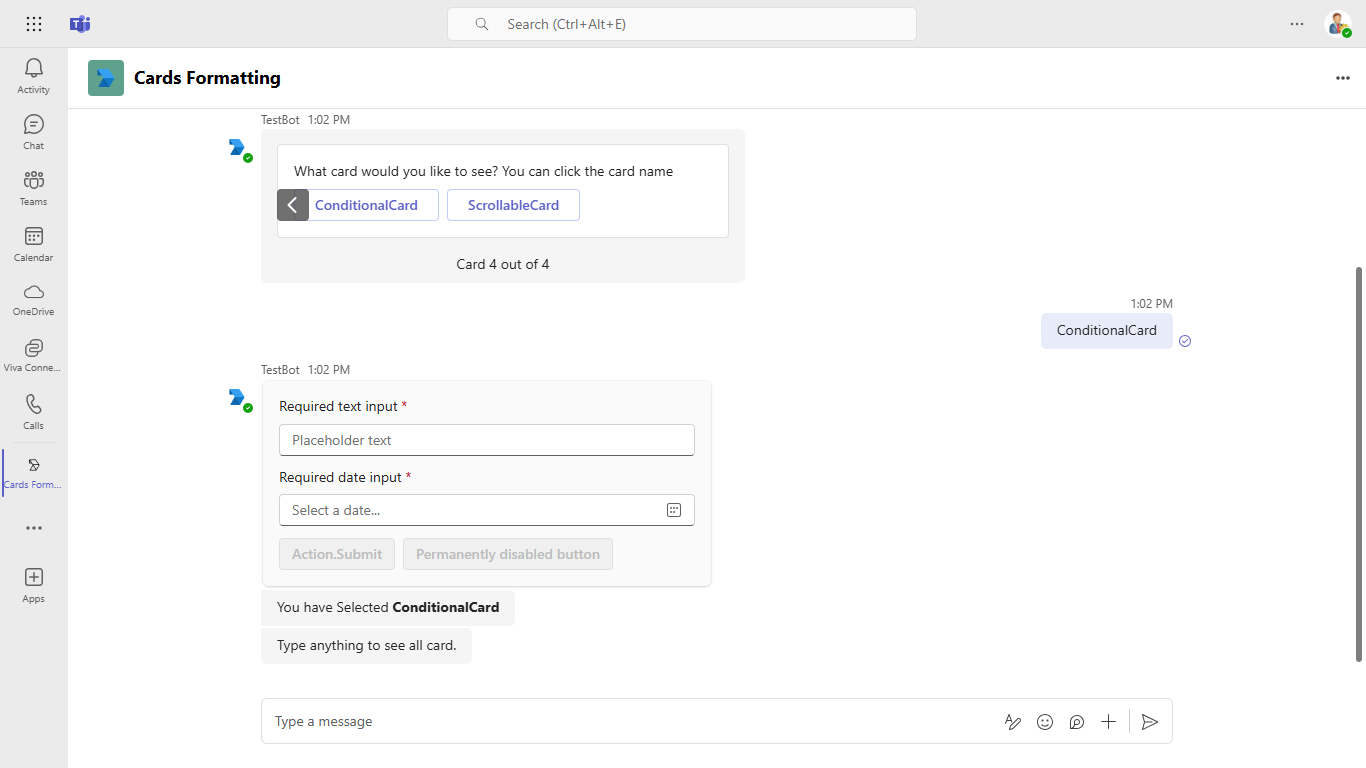 Search (Ctrl+Alt+E)
Activity
Chat
Teams
Calendar
OneDrive
Viva Conne...
Calls
Cards Form...
Apps
Cards Formatting
TestBot 1:02 PM
What card would you like to see? You can click the card name
ConditionalCard ScrollableCard
Card 4 out of 4
1:02 PM
ConditionalCard
TestBot 1:02 PM
Required text input *
Placeholder text
Required date input *
Select a date...
Action.Submit Permanently disabled button
You have Selected ConditionalCard
Type anything to see all card.
Type a message